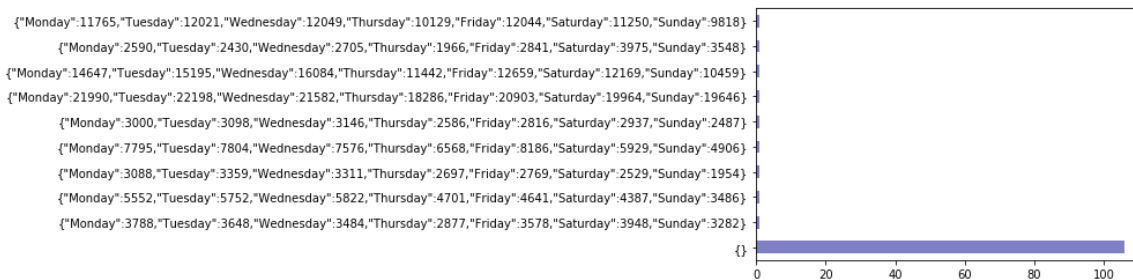 {"Monday":11765,"Tuesday":12021,"Wednesday":12049,"Thursday":10129,"Friday":12044,"Saturday":11250,"Sunday":9818}
{"Monday":2590,"Tuesday":2430,"Wednesday":2705,"Thursday":1966,"Friday":2841,"Saturday":3975,"Sunday":3548}
{"Monday":14647,"Tuesday":15195,"Wednesday":16084,"Thursday":11442,"Friday":12659,"Saturday":12169,"Sunday":10459}
{"Monday":21990,"Tuesday":22198,"Wednesday":21582,"Thursday":18286,"Friday":20903,"Saturday":19964,"Sunday":19646}
{"Monday":3000,"Tuesday":3098,"Wednesday":3146,"Thursday":2586,"Friday":2816,"Saturday":2937,"Sunday":2487}
{"Monday":7795,"Tuesday":7804,"Wednesday":7576,"Thursday":6568,"Friday":8186,"Saturday":5929,"Sunday":4906}
{"Monday":3088,"Tuesday":3359,"Wednesday":3311,"Thursday":2697,"Friday":2769,"Saturday":2529,"Sunday":1954}
{"Monday":5552,"Tuesday":5752,"Wednesday":5822,"Thursday":4701,"Friday":4641,"Saturday":4387,"Sunday":3486}
{"Monday":3788,"Tuesday":3648,"Wednesday":3484,"Thursday":2877,"Friday":3578,"Saturday":3948,"Sunday":3282}
{}
0 20 40 60 80 100